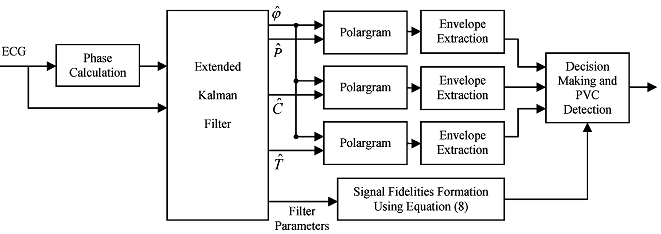 ECG
Phase
Calculation
Extended
Kalman
Filter
φ̂
P̂
Ĉ
T̂
Filter
Parameters
Polargram
Envelope
Extraction
Polargram
Envelope
Extraction
Polargram
Envelope
Extraction
Signal Fidelities Formation
Using Equation (8)
Decision
Making and
PVC
Detection